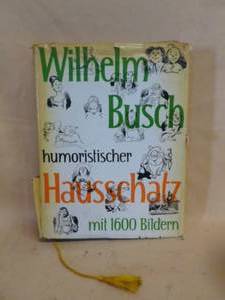 Wilhelm
Busch
humoristischer
Hausschatz
mit 1600 Bildern